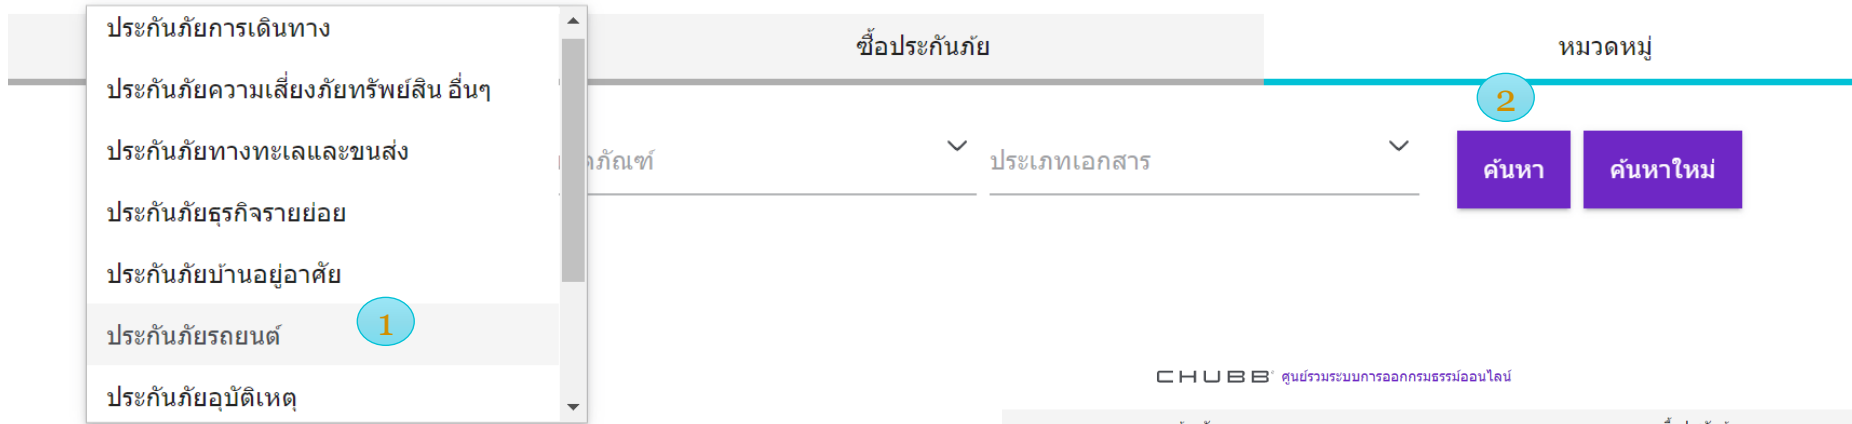 ประกันภัยการเดินทาง
ซื้อประกันภัย
หมวดหมู่
ประกันภัยความเสี่ยงภัยทรัพย์สิน อื่นๆ
2
ประกันภัยทางทะเลและขนส่ง
ประเภทเอกสาร
ค้นหา
ค้นหาใหม่
ประกันภัยธุรกิจรายย่อย
ประกันภัยบ้านอยู่อาศัย
ประกันภัยรถยนต์
1
CHUBB® ศูนย์รวมระบบการออกกรมธรรม์ออนไลน์
ประกันภัยอุบัติเหตุ